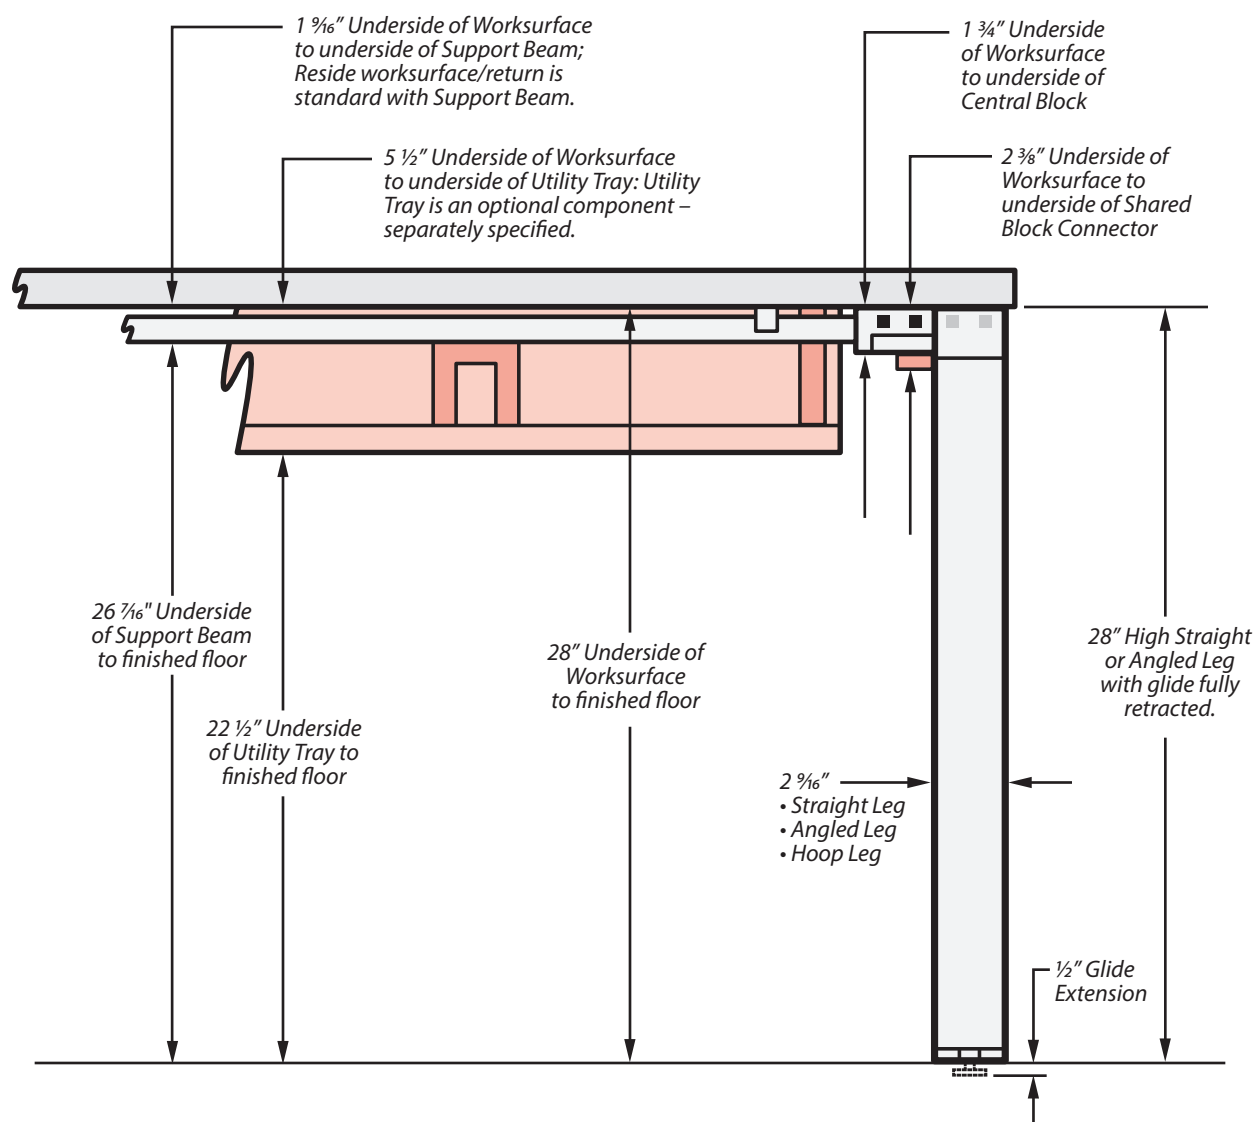 1 9⁄16” Underside of Worksurface
to underside of Support Beam;
Reside worksurface/return is
standard with Support Beam.
1 ¾” Underside
of Worksurface
to underside of
Central Block
5 ½” Underside of Worksurface
to underside of Utility Tray: Utility
Tray is an optional component –
separately specified.
2 ⅜” Underside of
Worksurface to
underside of Shared
Block Connector
26 7⁄16" Underside
of Support Beam
to finished floor
22 ½” Underside
of Utility Tray to
finished floor
28” Underside of
Worksurface
to finished floor
28” High Straight
or Angled Leg
with glide fully
retracted.
2 9⁄16”
• Straight Leg
• Angled Leg
• Hoop Leg
½” Glide
Extension